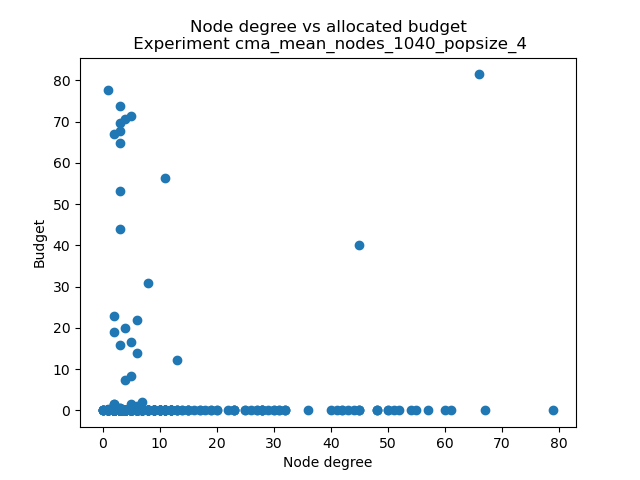 Node degree vs allocated budget
Experiment cma_mean_nodes_1040_popsize_4
80
70
60
50
40
30
20
10
0
Budget
0 10 20 30 40 50 60 70 80
Node degree